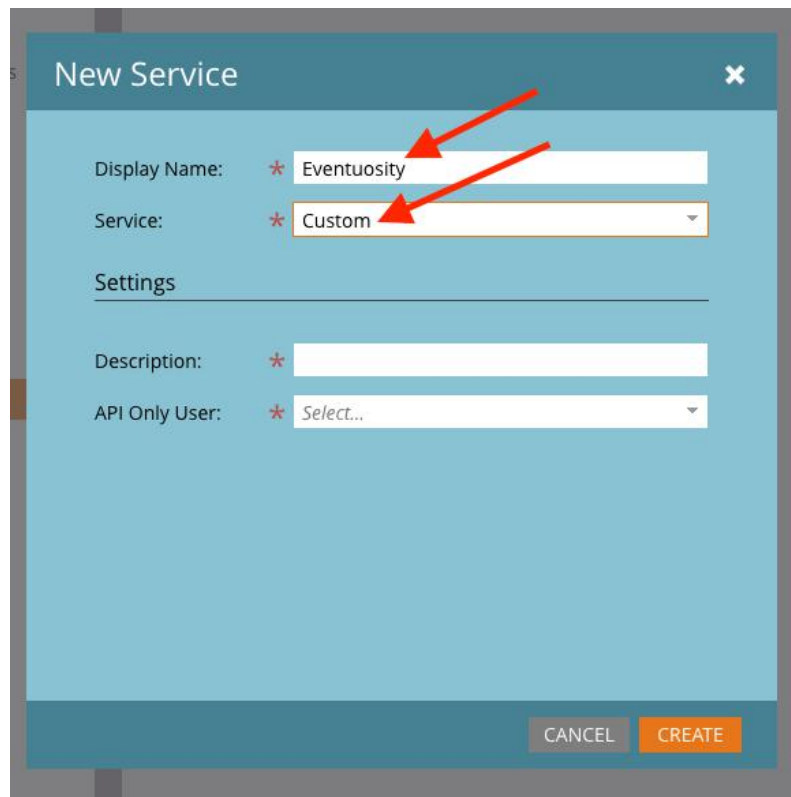 s
New Service
Display Name: * Eventuosity
Service: * Custom
Settings
Description: *
API Only User: * Select...
CANCEL CREATE